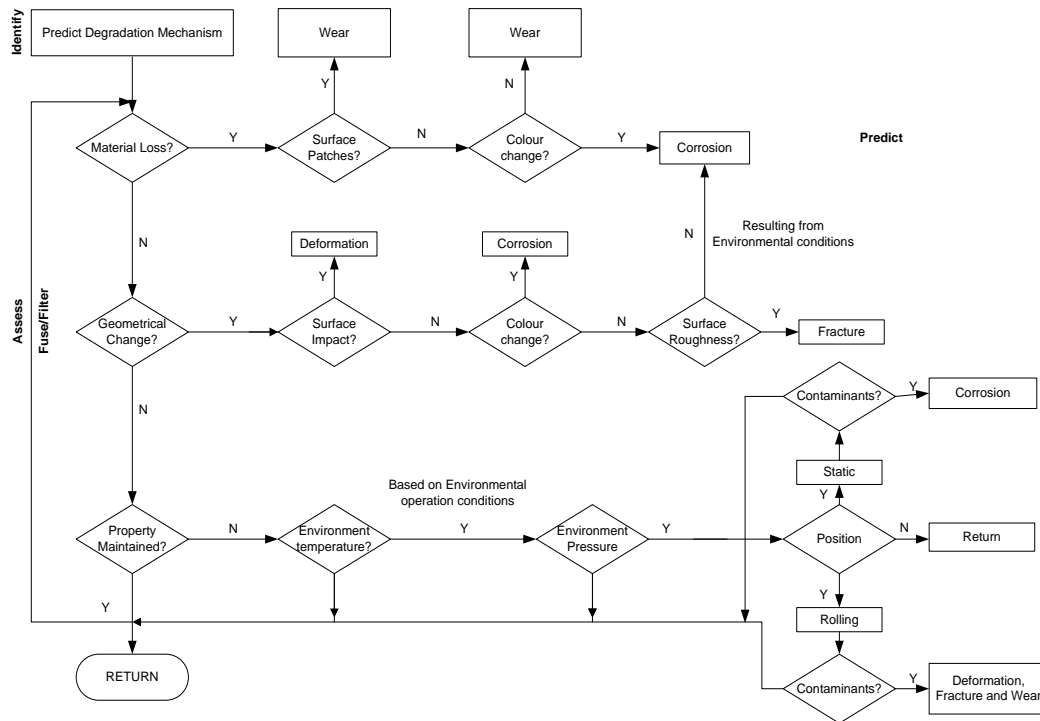 Identify
Predict Degradation Mechanism
Wear
Wear
Y
N
Material Loss?
Y
Surface
Patches?
N
Colour
change?
Y
Corrosion
Predict
N
Resulting from
Environmental conditions
N
Deformation
Corrosion
Y
Y
Assess
Fuse/Filter
Geometrical
Change?
Y
Surface
Impact?
N
Colour
change?
N
Surface
Roughness?
Y
Fracture
N
Contaminants?
Y
Corrosion
Static
Y
Based on Environmental
operation conditions
Property
Maintained?
N
Environment
temperature?
Y
Environment
Pressure
Y
Position
N
Return
Y
Y
Rolling
RETURN
Contaminants?
Y
Deformation,
Fracture and Wear